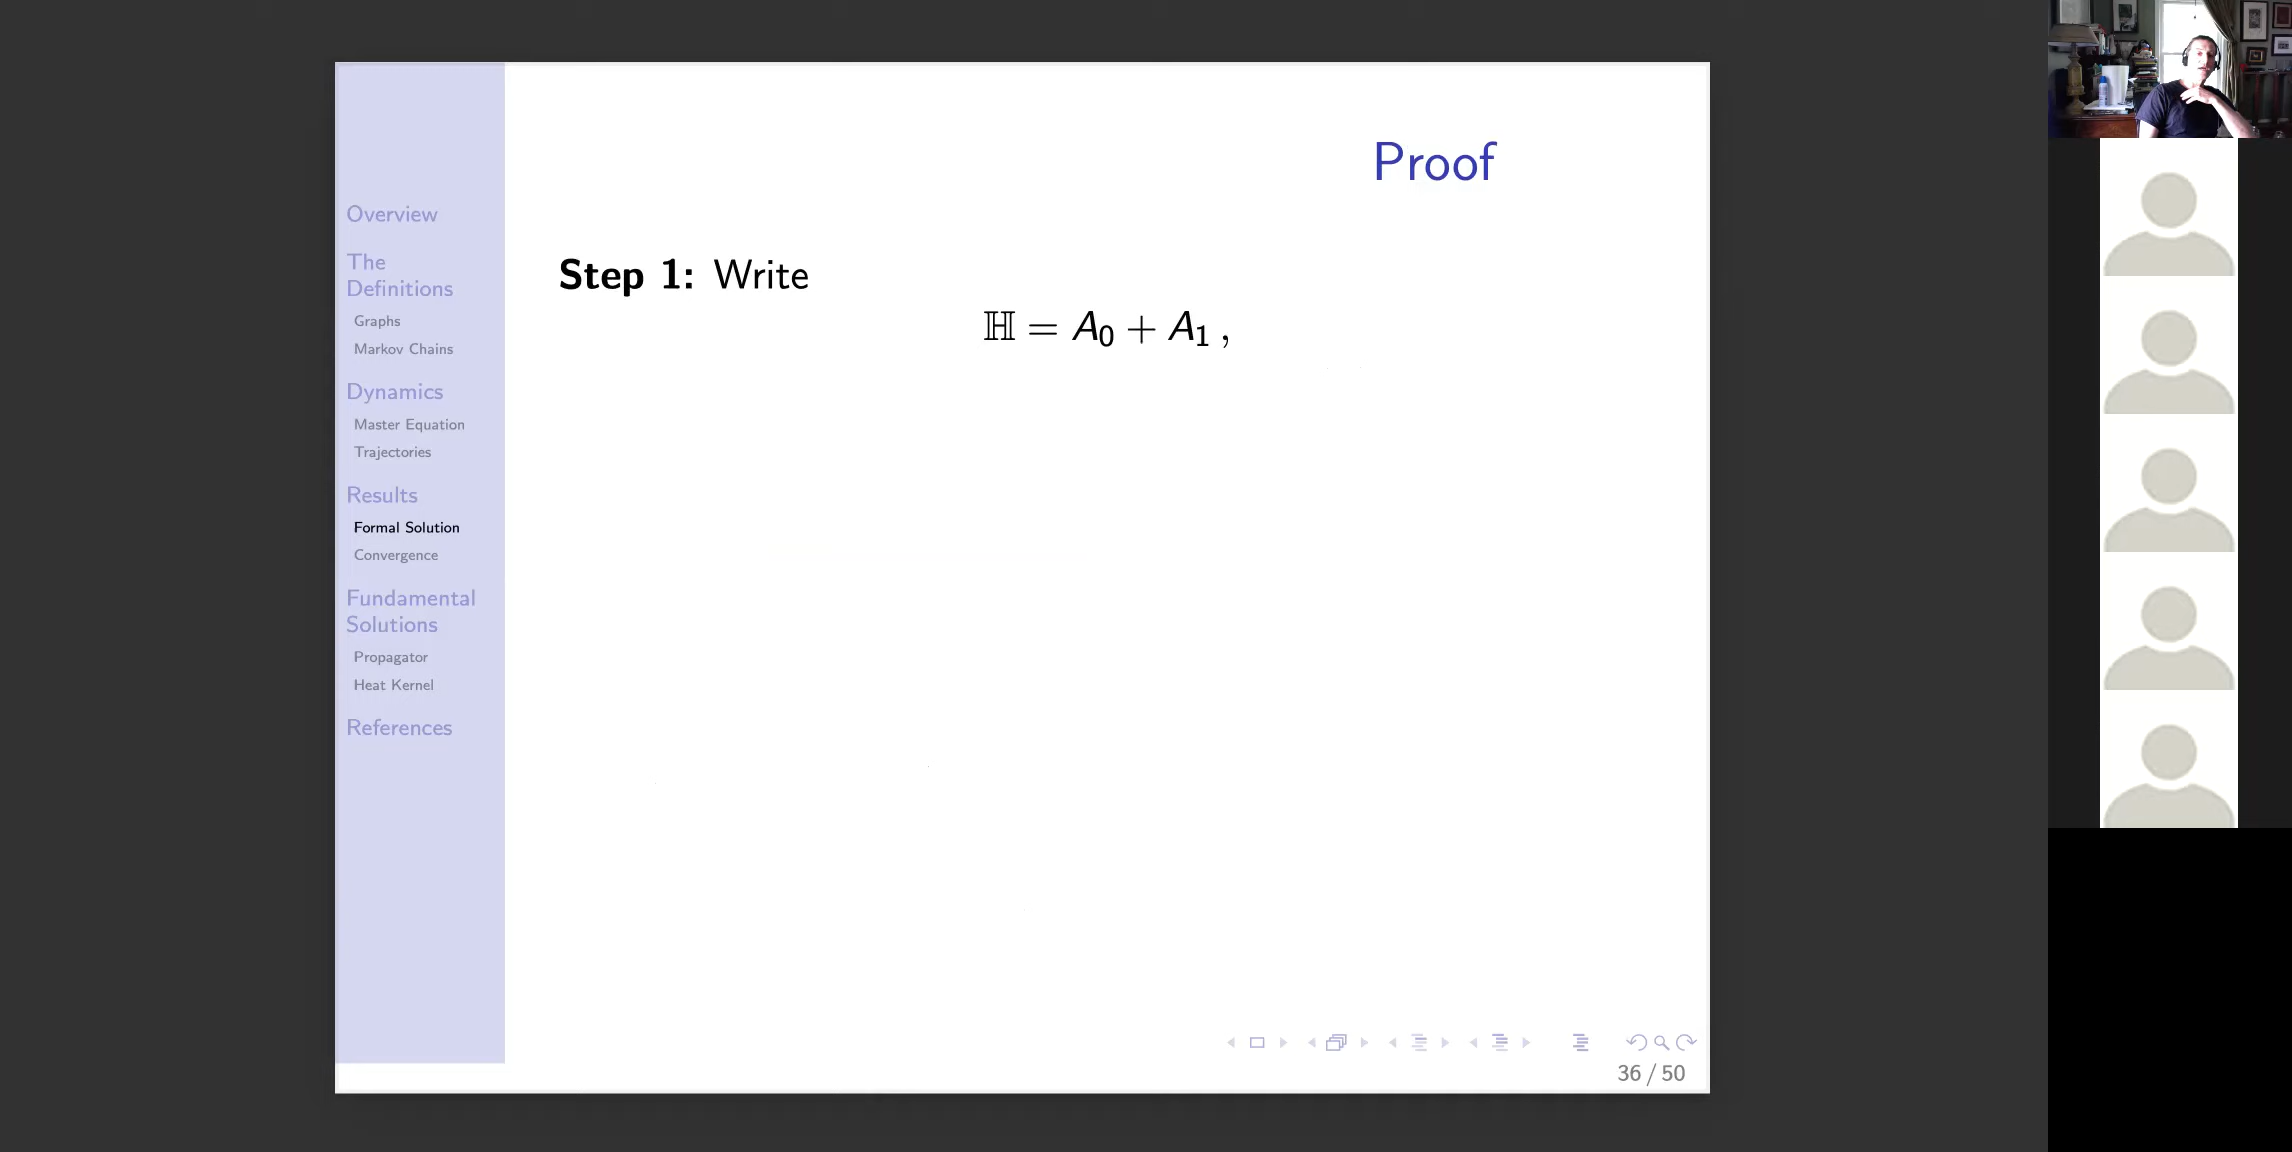 Proof
Overview
The
Definitions
Graphs
Markov Chains
Dynamics
Master Equation
Trajectories
Results
Formal Solution
Convergence
Fundamental
Solutions
Propagator
Heat Kernel
References
Step 1: Write
ℍ = A₀ + A₁ ,
36 / 50